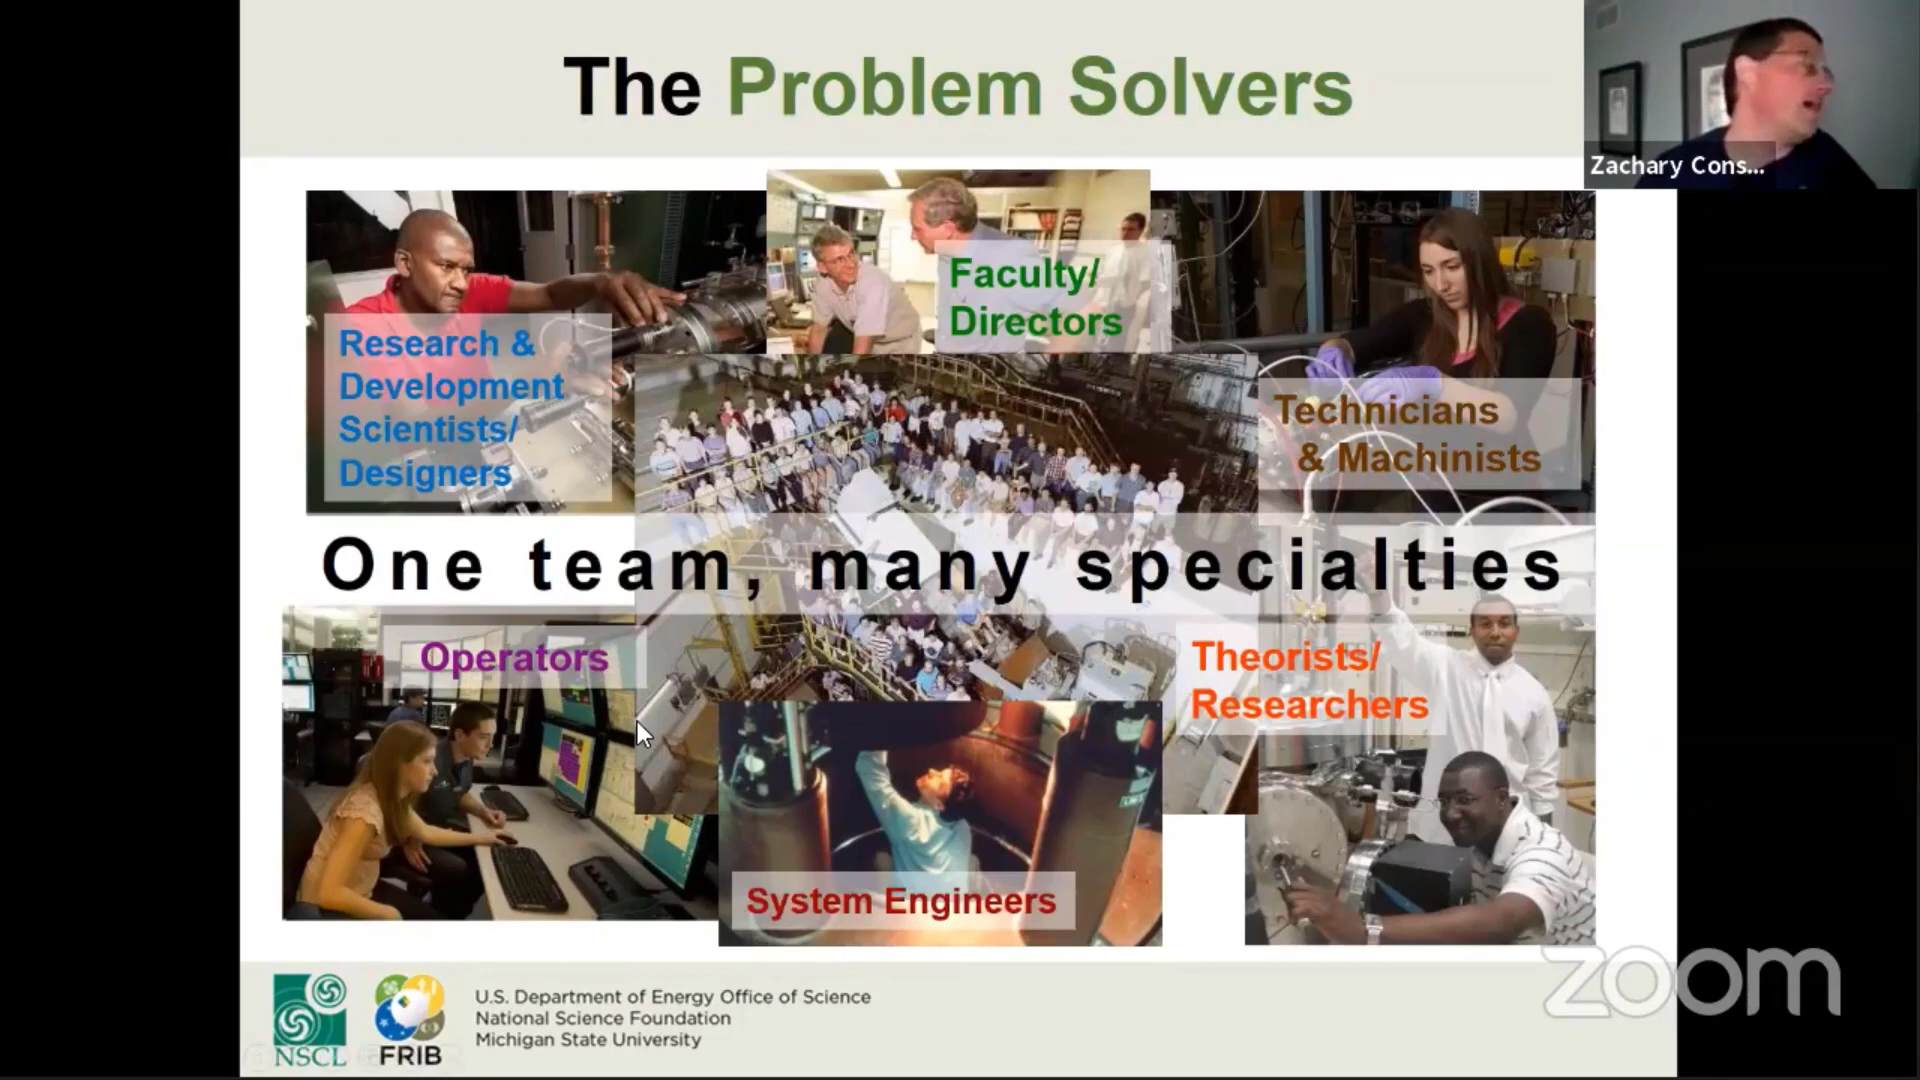 The Problem Solvers
Zachary Cons...
Faculty/
Directors
Research &
Development
Scientists/
Designers
Technicians
& Machinists
One team, many specialties
Operators
Theorists/
Researchers
System Engineers
NSCL
FRIB
U.S. Department of Energy Office of Science
National Science Foundation
Michigan State University
zoom